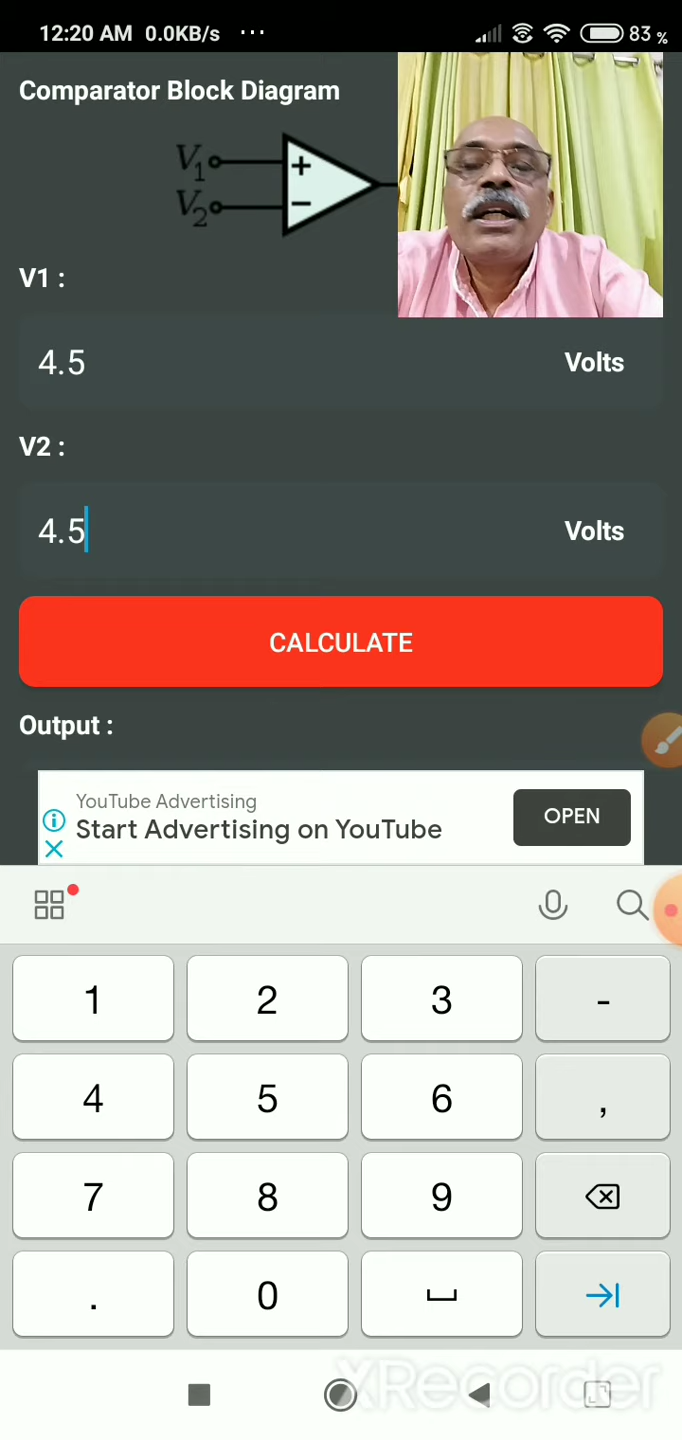 12:20 AM 0.0KB/s ... 83 %
Comparator Block Diagram
V1 +
V2 −
V1 :
4.5 Volts
V2 :
4.5 Volts
CALCULATE
Output :
YouTube Advertising
Start Advertising on YouTube
OPEN
1 2 3 -
4 5 6 ,
7 8 9
. 0
XRecorder